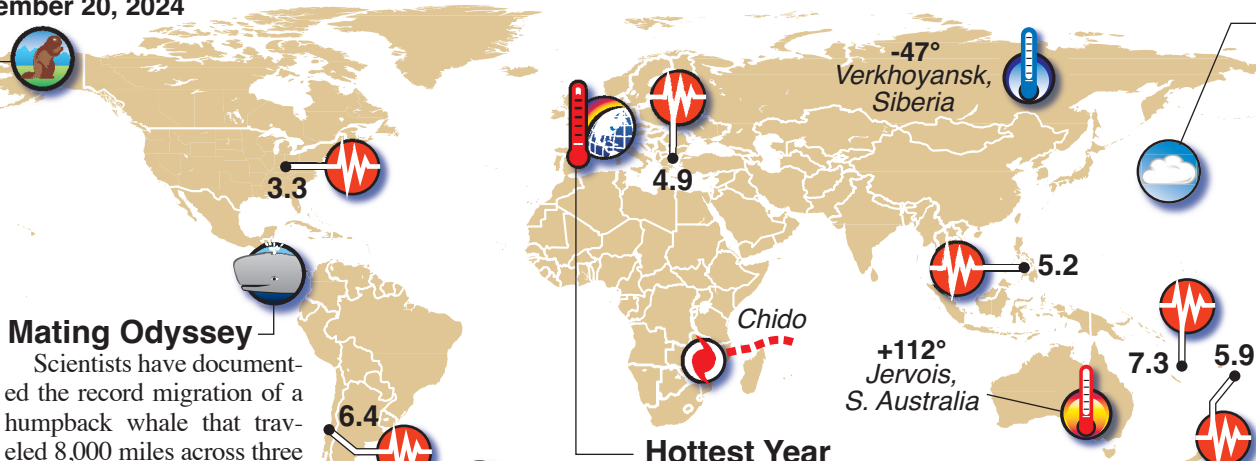 ember 20, 2024
-47°
Verkhoyansk,
Siberia
3.3
4.9
5.2
Chido
Mating Odyssey
Scientists have document-
ed the record migration of a
humpback whale that trav-
eled 8,000 miles across three
+112°
Jervois,
S. Australia
7.3
5.9
6.4
Hottest Year